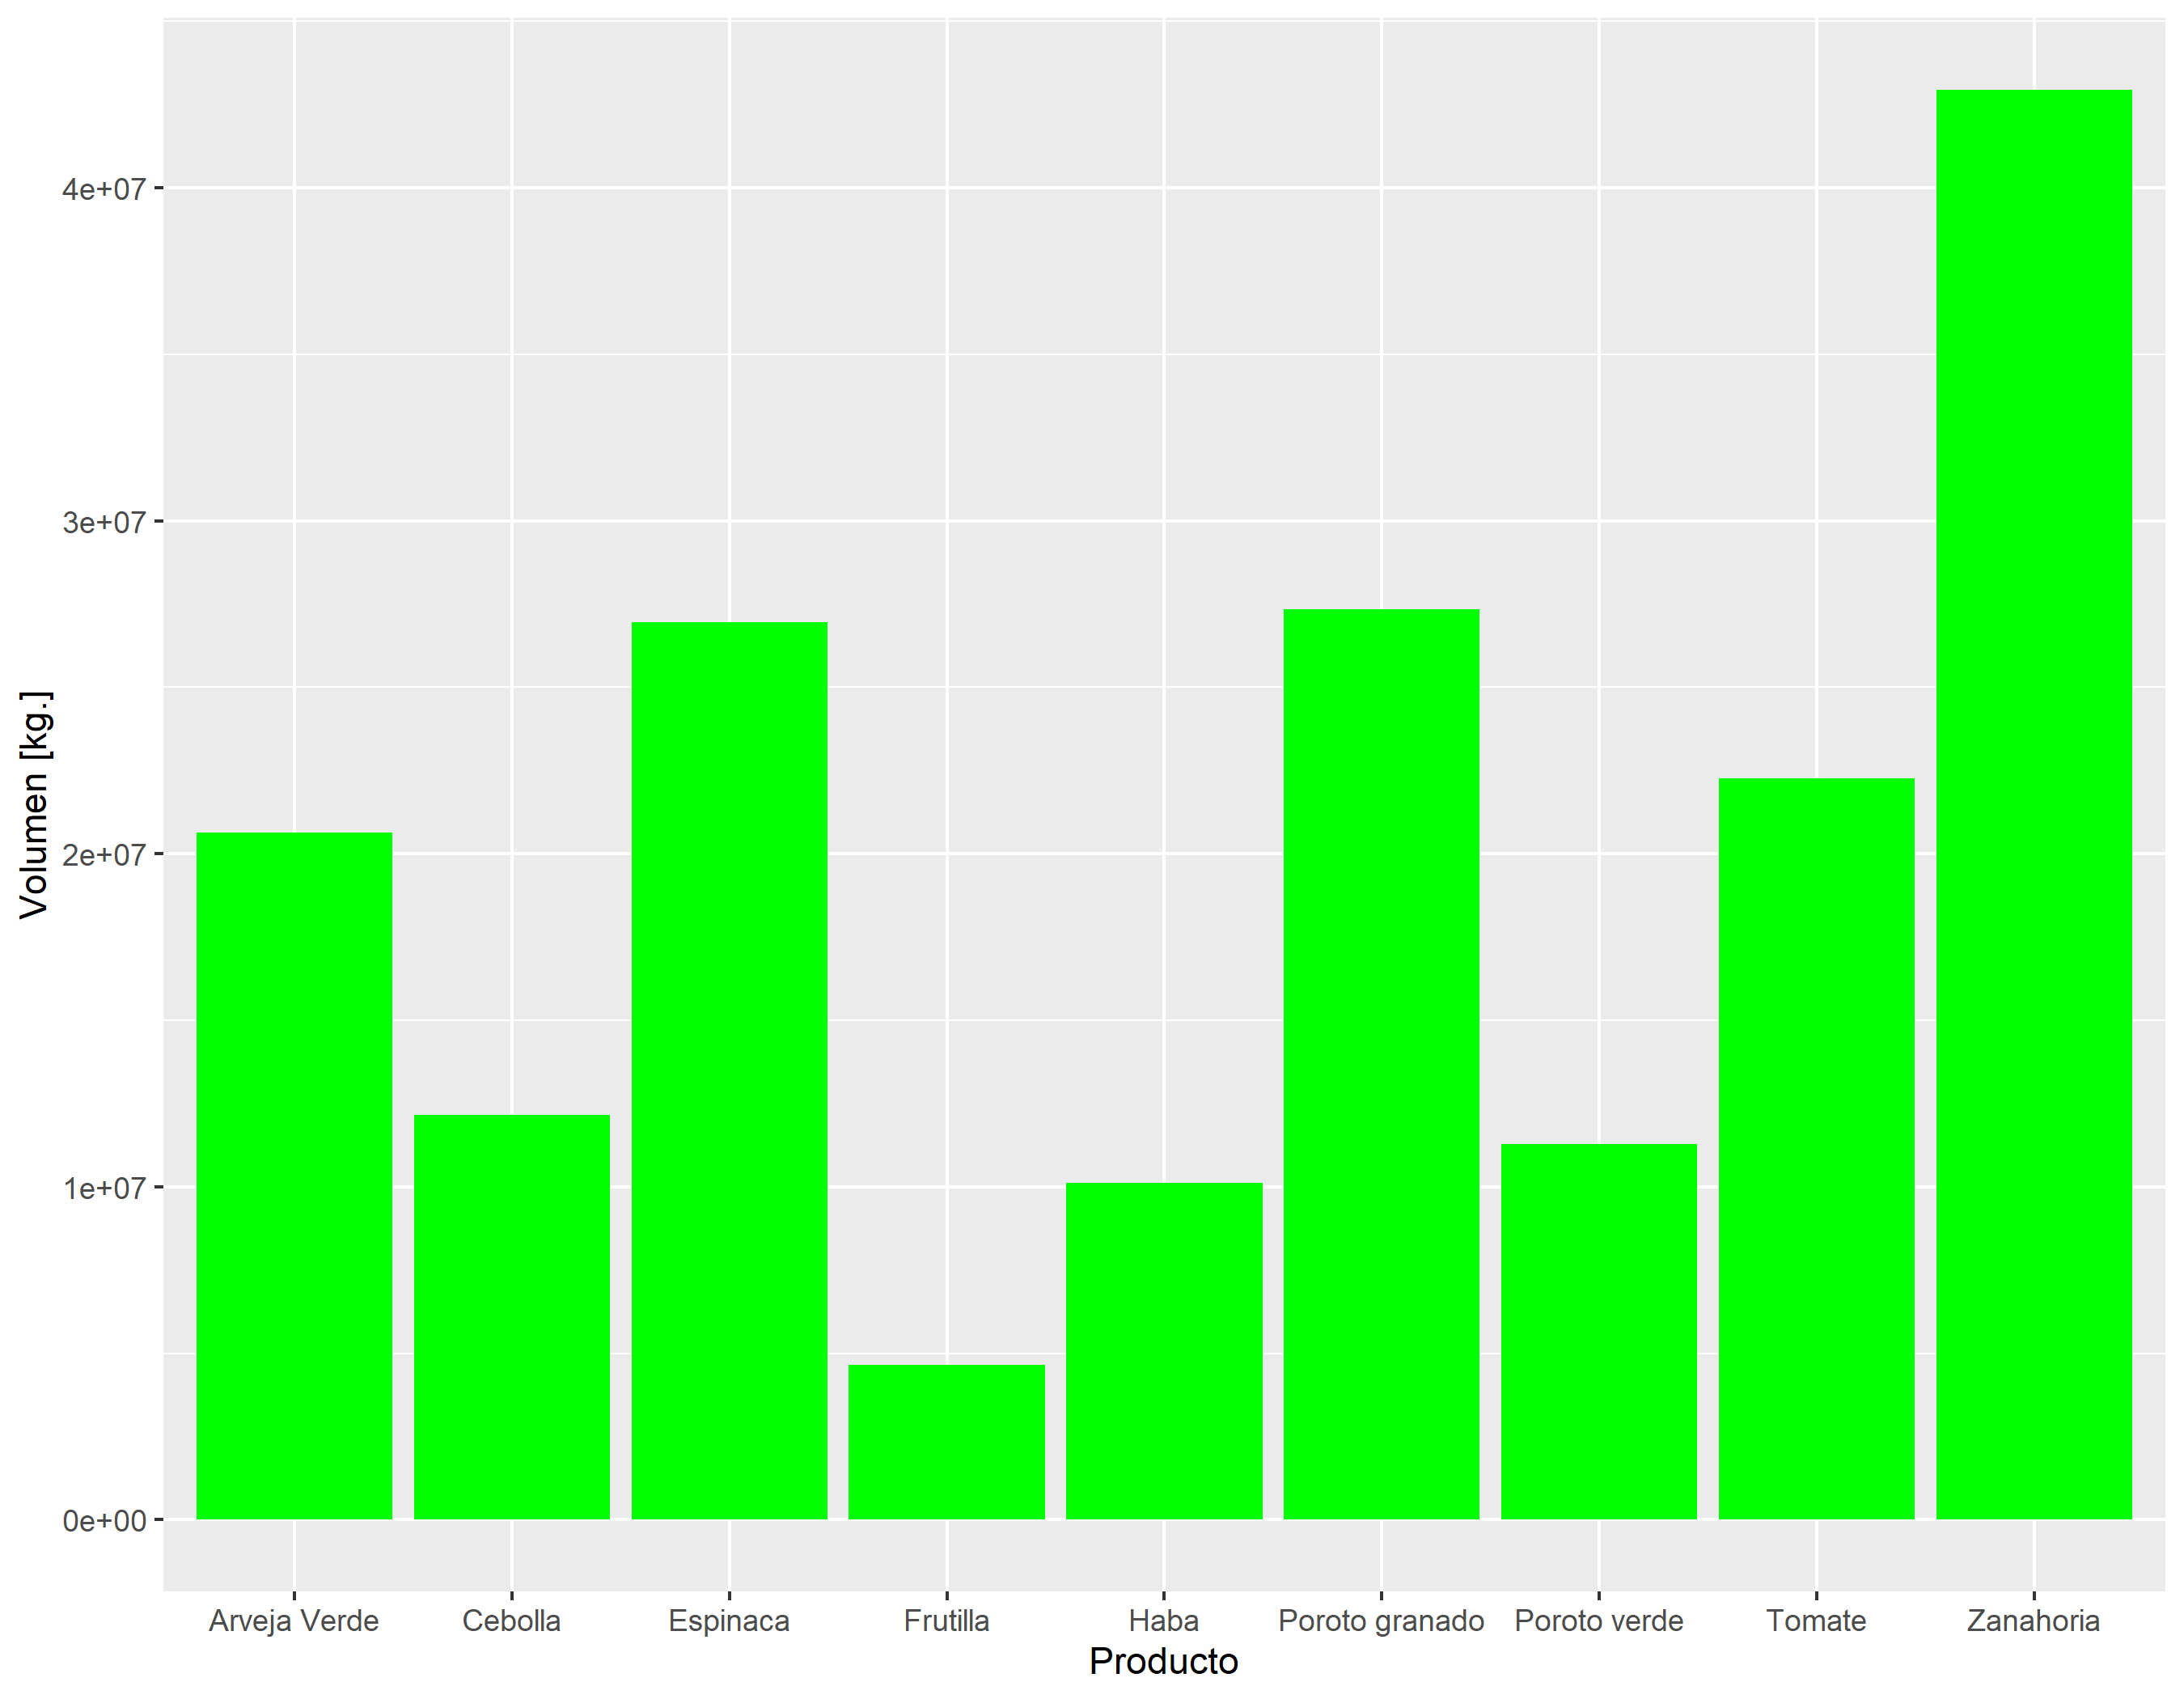 Volumen [kg.]
4e+07
3e+07
2e+07
1e+07
0e+00
Arveja Verde Cebolla Espinaca Frutilla Haba Poroto granado Poroto verde Tomate Zanahoria
Producto